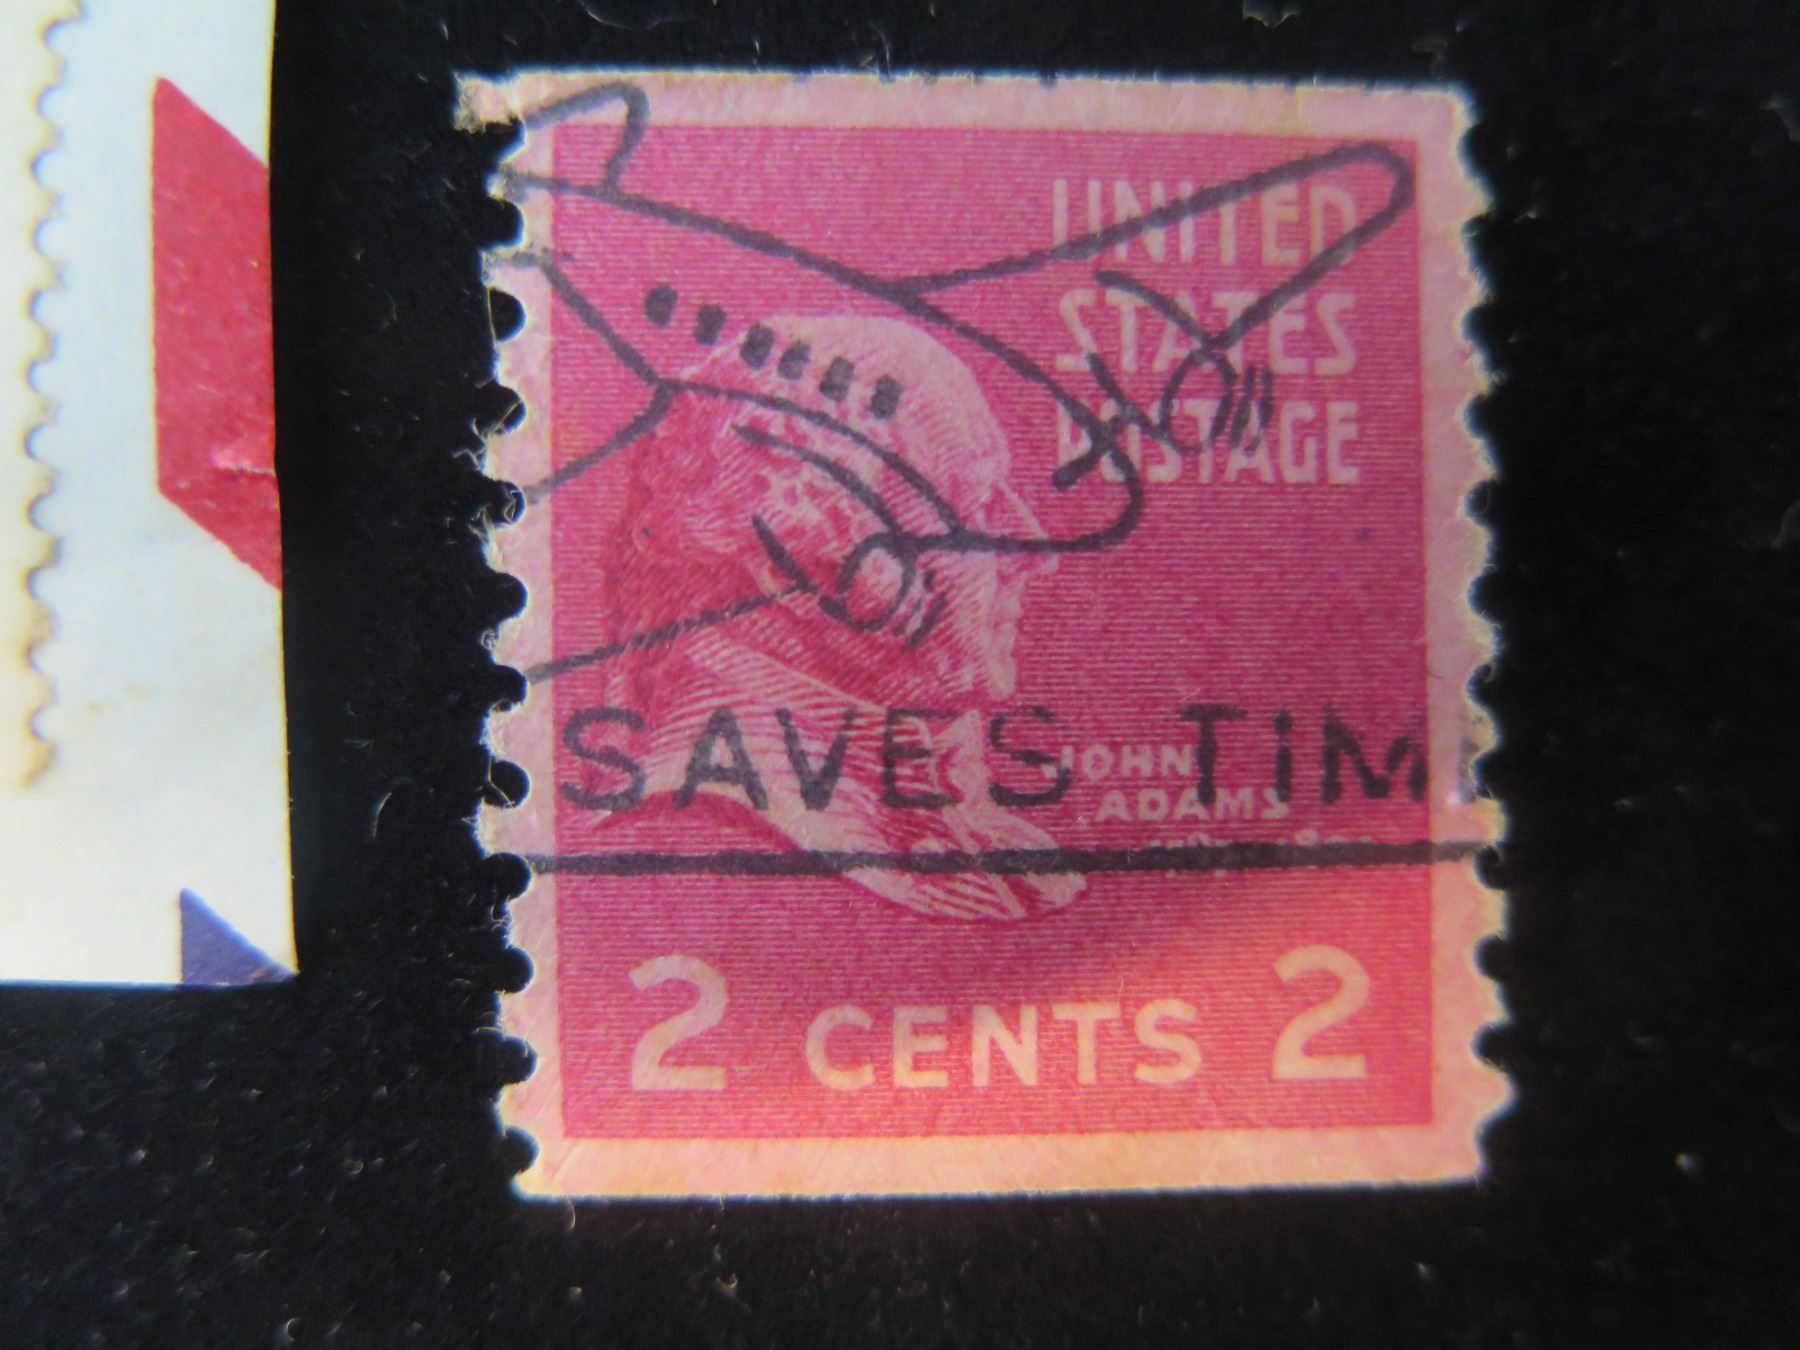 UNITED
STATES
POSTAGE
SAVES TIM
JOHN
ADAMS
2 CENTS 2